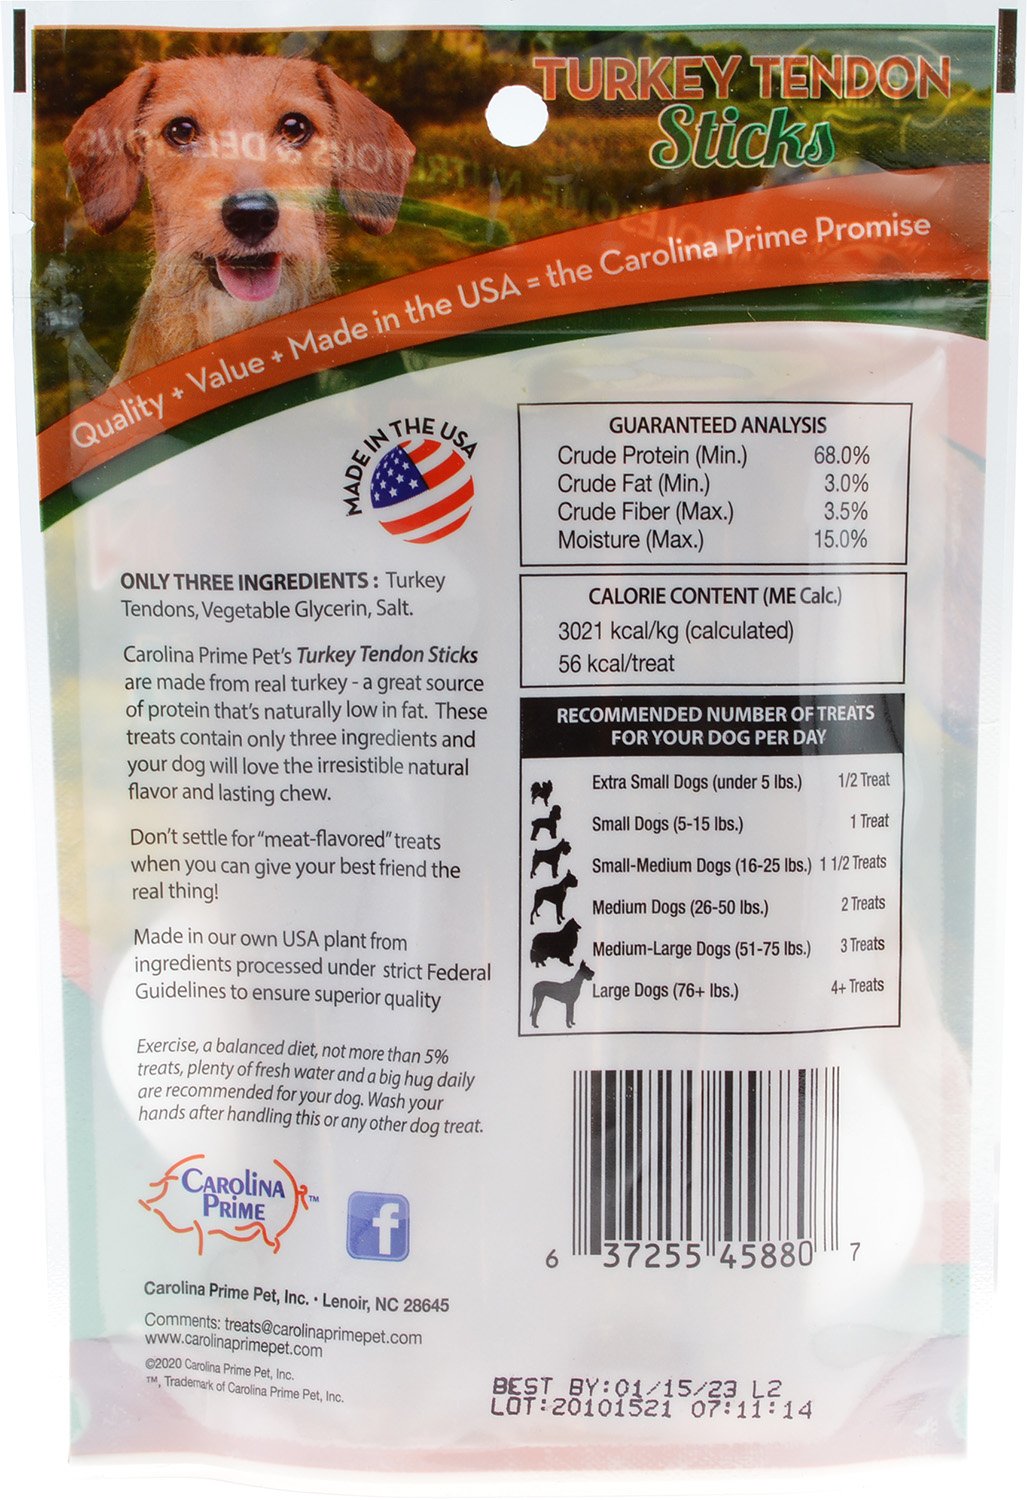 TURKEY TENDON
Sticks
Quality + Value + Made in the USA = the Carolina Prime Promise
MADE IN THE USA
ONLY THREE INGREDIENTS : Turkey
Tendons, Vegetable Glycerin, Salt.
Carolina Prime Pet's Turkey Tendon Sticks
are made from real turkey - a great source
of protein that's naturally low in fat. These
treats contain only three ingredients and
your dog will love the irresistible natural
flavor and lasting chew.
Don't settle for "meat-flavored" treats
when you can give your best friend the
real thing!
Made in our own USA plant from
ingredients processed under strict Federal
Guidelines to ensure superior quality
Exercise, a balanced diet, not more than 5%
treats, plenty of fresh water and a big hug daily
are recommended for your dog. Wash your
hands after handling this or any other dog treat.
CAROLINA
PRIME ™
f
Carolina Prime Pet, Inc. • Lenoir, NC 28645
Comments: treats@carolinaprimepet.com
www.carolinaprimepet.com
©2020 Carolina Prime Pet, Inc.
™, Trademark of Carolina Prime Pet, Inc.
GUARANTEED ANALYSIS
Crude Protein (Min.) 68.0%
Crude Fat (Min.) 3.0%
Crude Fiber (Max.) 3.5%
Moisture (Max.) 15.0%
CALORIE CONTENT (ME Calc.)
3021 kcal/kg (calculated)
56 kcal/treat
RECOMMENDED NUMBER OF TREATS
FOR YOUR DOG PER DAY
Extra Small Dogs (under 5 lbs.) 1/2 Treat
Small Dogs (5-15 lbs.) 1 Treat
Small-Medium Dogs (16-25 lbs.) 1 1/2 Treats
Medium Dogs (26-50 lbs.) 2 Treats
Medium-Large Dogs (51-75 lbs.) 3 Treats
Large Dogs (76+ lbs.) 4+ Treats
6 37255 45880 7
BEST BY:01/15/23 L2
LOT:20101521 07:11:14